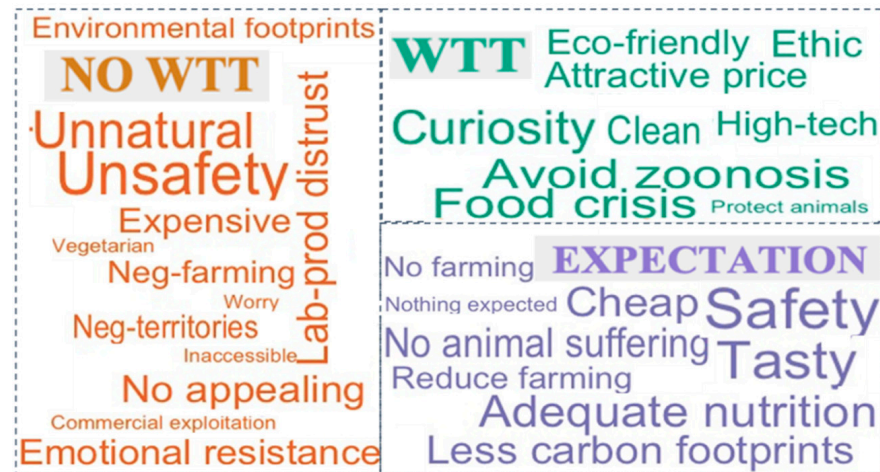 Environmental footprints
NO WTT
Unnatural
Unsafety
Lab-prod distrust
Expensive
Vegetarian
Neg-farming
Worry
Neg-territories
Inaccessible
No appealing
Commercial exploitation
Emotional resistance
WTT
Eco-friendly Ethic
Attractive price
Curiosity Clean High-tech
Avoid zoonosis
Food crisis Protect animals
No farming EXPECTATION
Nothing expected Cheap Safety
No animal suffering Tasty
Reduce farming
Adequate nutrition
Less carbon footprints